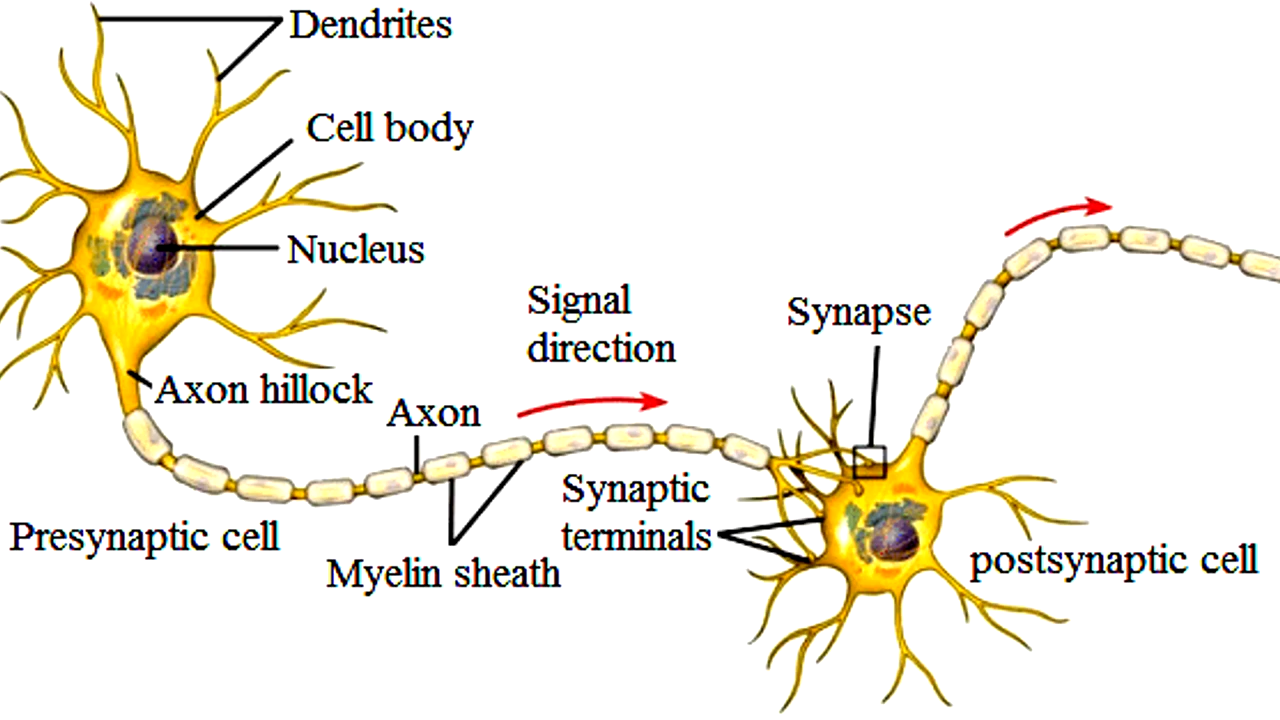 Dendrites
Cell body
Nucleus
Signal
direction
Synapse
Axon hillock
Axon
Synaptic
terminals
Presynaptic cell
Myelin sheath
postsynaptic cell